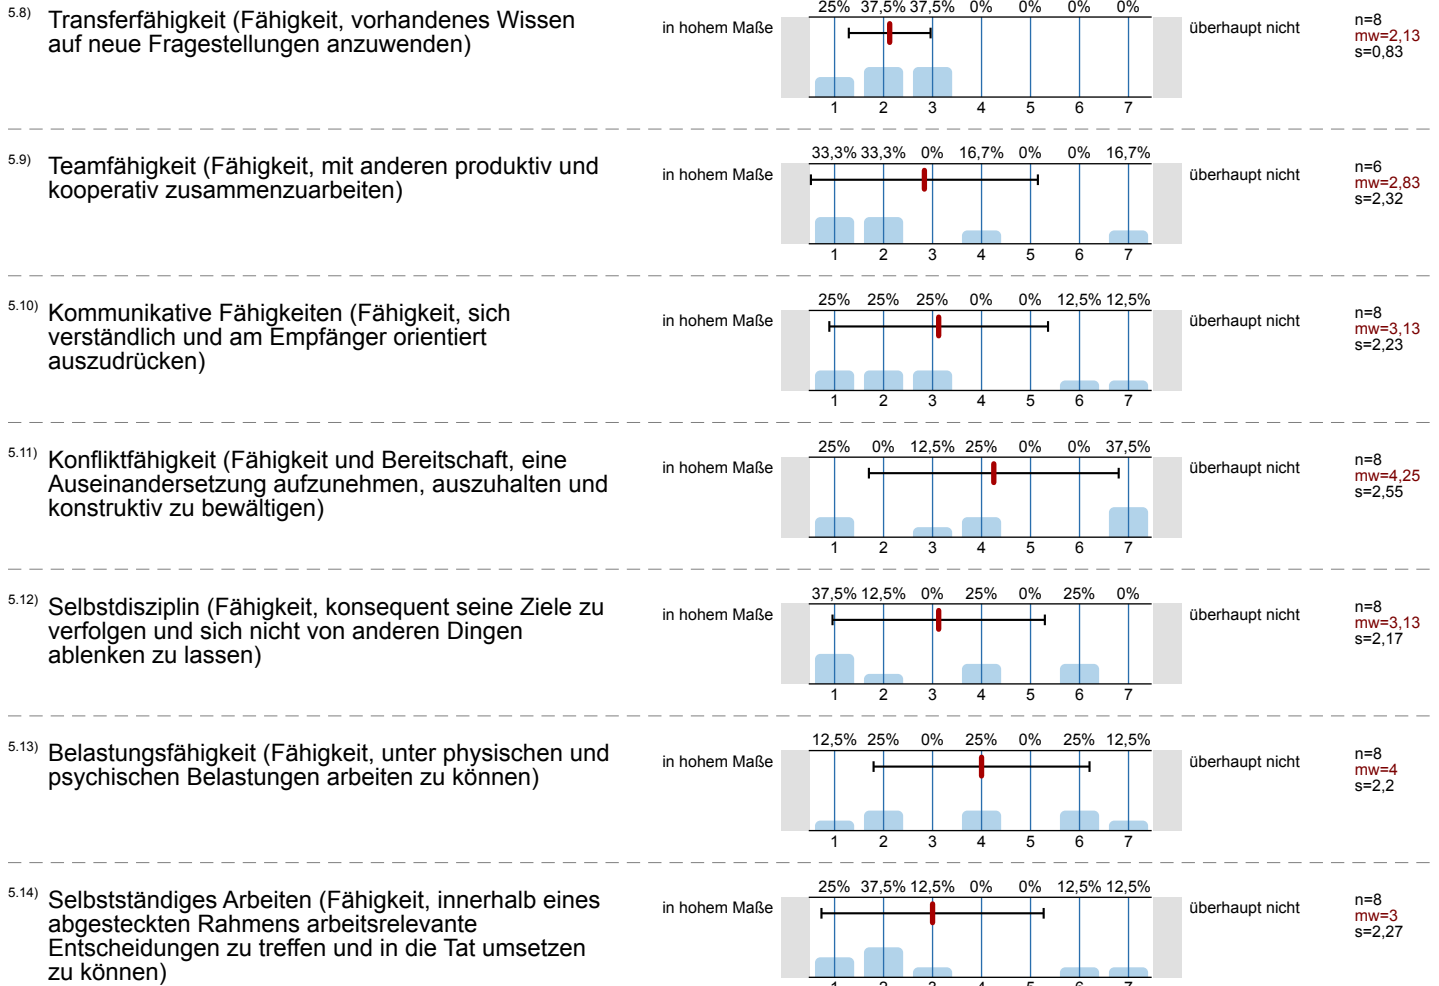 5.8) Transferfähigkeit (Fähigkeit, vorhandenes Wissen
auf neue Fragestellungen anzuwenden)
in hohem Maße
25% 37,5% 37,5% 0% 0% 0% 0%
1 2 3 4 5 6 7
überhaupt nicht
n=8
mw=2,13
s=0,83
5.9) Teamfähigkeit (Fähigkeit, mit anderen produktiv und
kooperativ zusammenzuarbeiten)
in hohem Maße
33,3% 33,3% 0% 16,7% 0% 0% 16,7%
1 2 3 4 5 6 7
überhaupt nicht
n=6
mw=2,83
s=2,32
5.10) Kommunikative Fähigkeiten (Fähigkeit, sich
verständlich und am Empfänger orientiert
auszudrücken)
in hohem Maße
25% 25% 25% 0% 0% 12,5% 12,5%
1 2 3 4 5 6 7
überhaupt nicht
n=8
mw=3,13
s=2,23
5.11) Konfliktfähigkeit (Fähigkeit und Bereitschaft, eine
Auseinandersetzung aufzunehmen, auszuhalten und
konstruktiv zu bewältigen)
in hohem Maße
25% 0% 12,5% 25% 0% 0% 37,5%
1 2 3 4 5 6 7
überhaupt nicht
n=8
mw=4,25
s=2,55
5.12) Selbstdisziplin (Fähigkeit, konsequent seine Ziele zu
verfolgen und sich nicht von anderen Dingen
ablenken zu lassen)
in hohem Maße
37,5% 12,5% 0% 25% 0% 25% 0%
1 2 3 4 5 6 7
überhaupt nicht
n=8
mw=3,13
s=2,17
5.13) Belastungsfähigkeit (Fähigkeit, unter physischen und
psychischen Belastungen arbeiten zu können)
in hohem Maße
12,5% 25% 0% 25% 0% 25% 12,5%
1 2 3 4 5 6 7
überhaupt nicht
n=8
mw=4
s=2,2
5.14) Selbstständiges Arbeiten (Fähigkeit, innerhalb eines
abgesteckten Rahmens arbeitsrelevante
Entscheidungen zu treffen und in die Tat umsetzen
zu können)
in hohem Maße
25% 37,5% 12,5% 0% 0% 12,5% 12,5%
1 2 3 4 5 6 7
überhaupt nicht
n=8
mw=3
s=2,27